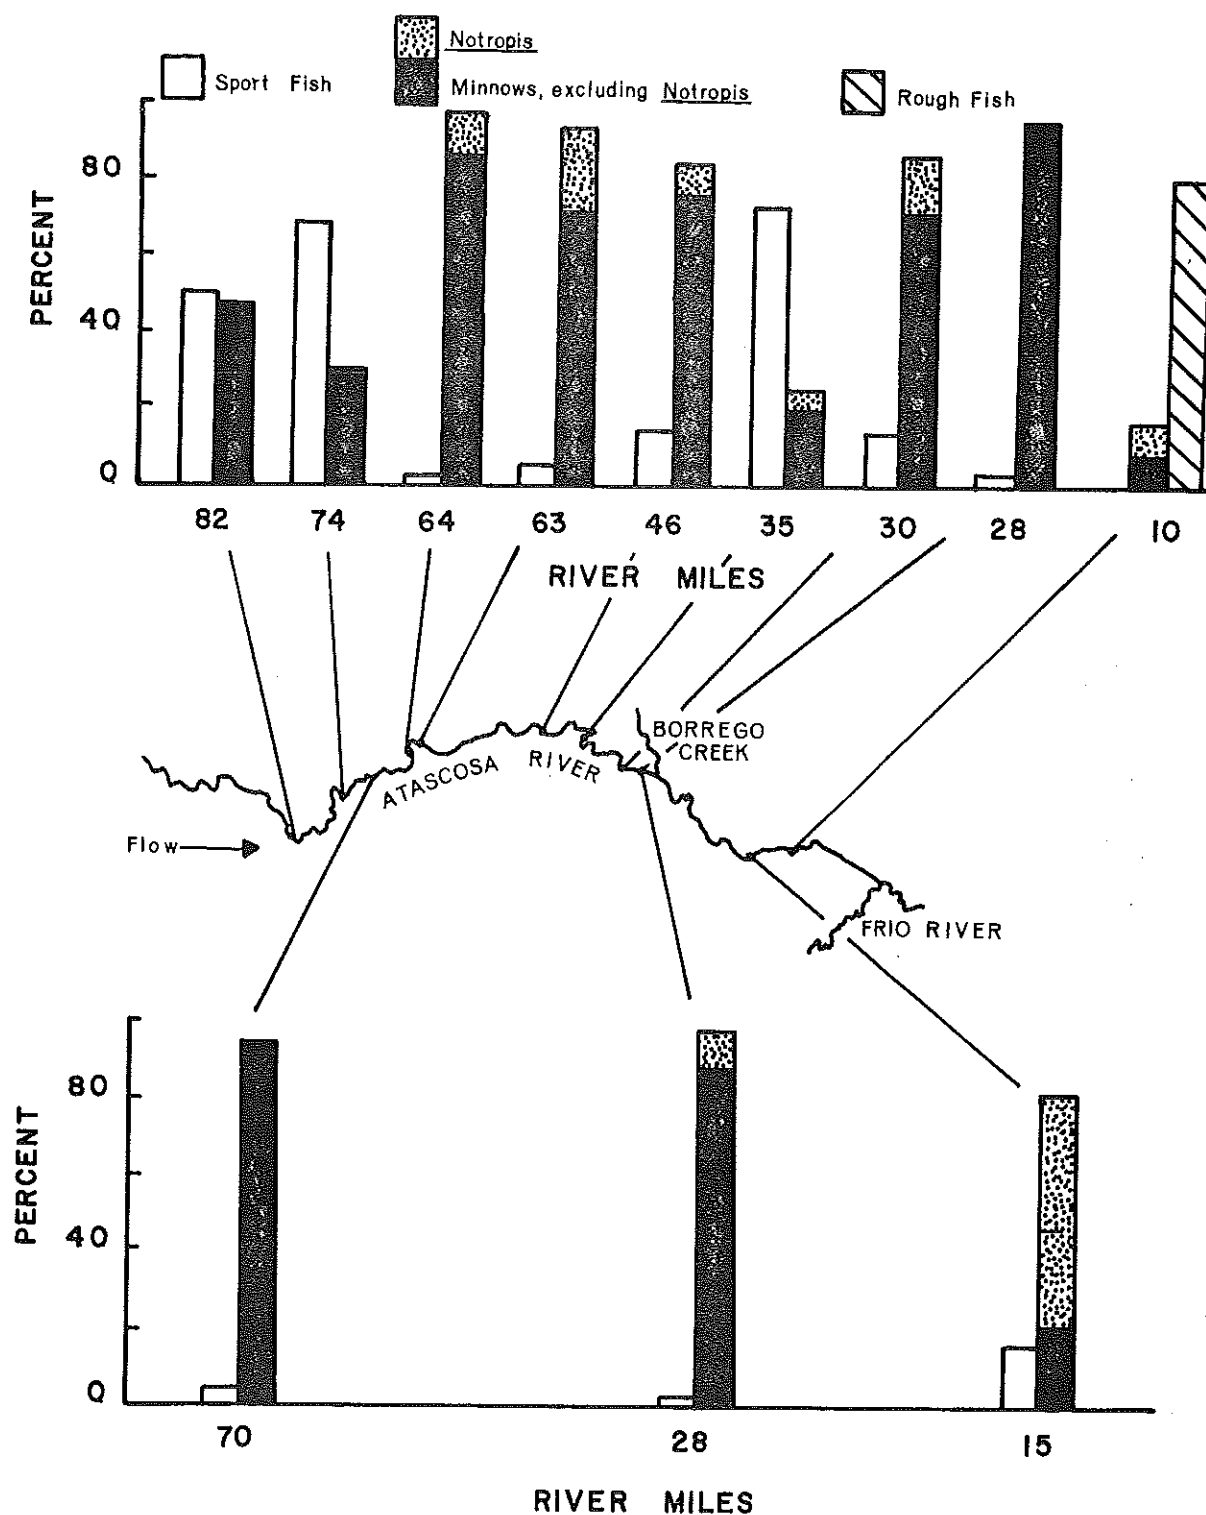 Notropis
Sport Fish
Minnows, excluding Notropis
Rough Fish
PERCENT
80
40
0
82 74 64 63 46 35 30 28 10
RIVER MILES
BORREGO
CREEK
ATASCOSA RIVER
Flow
FRIO RIVER
PERCENT
80
40
0
70 28 15
RIVER MILES